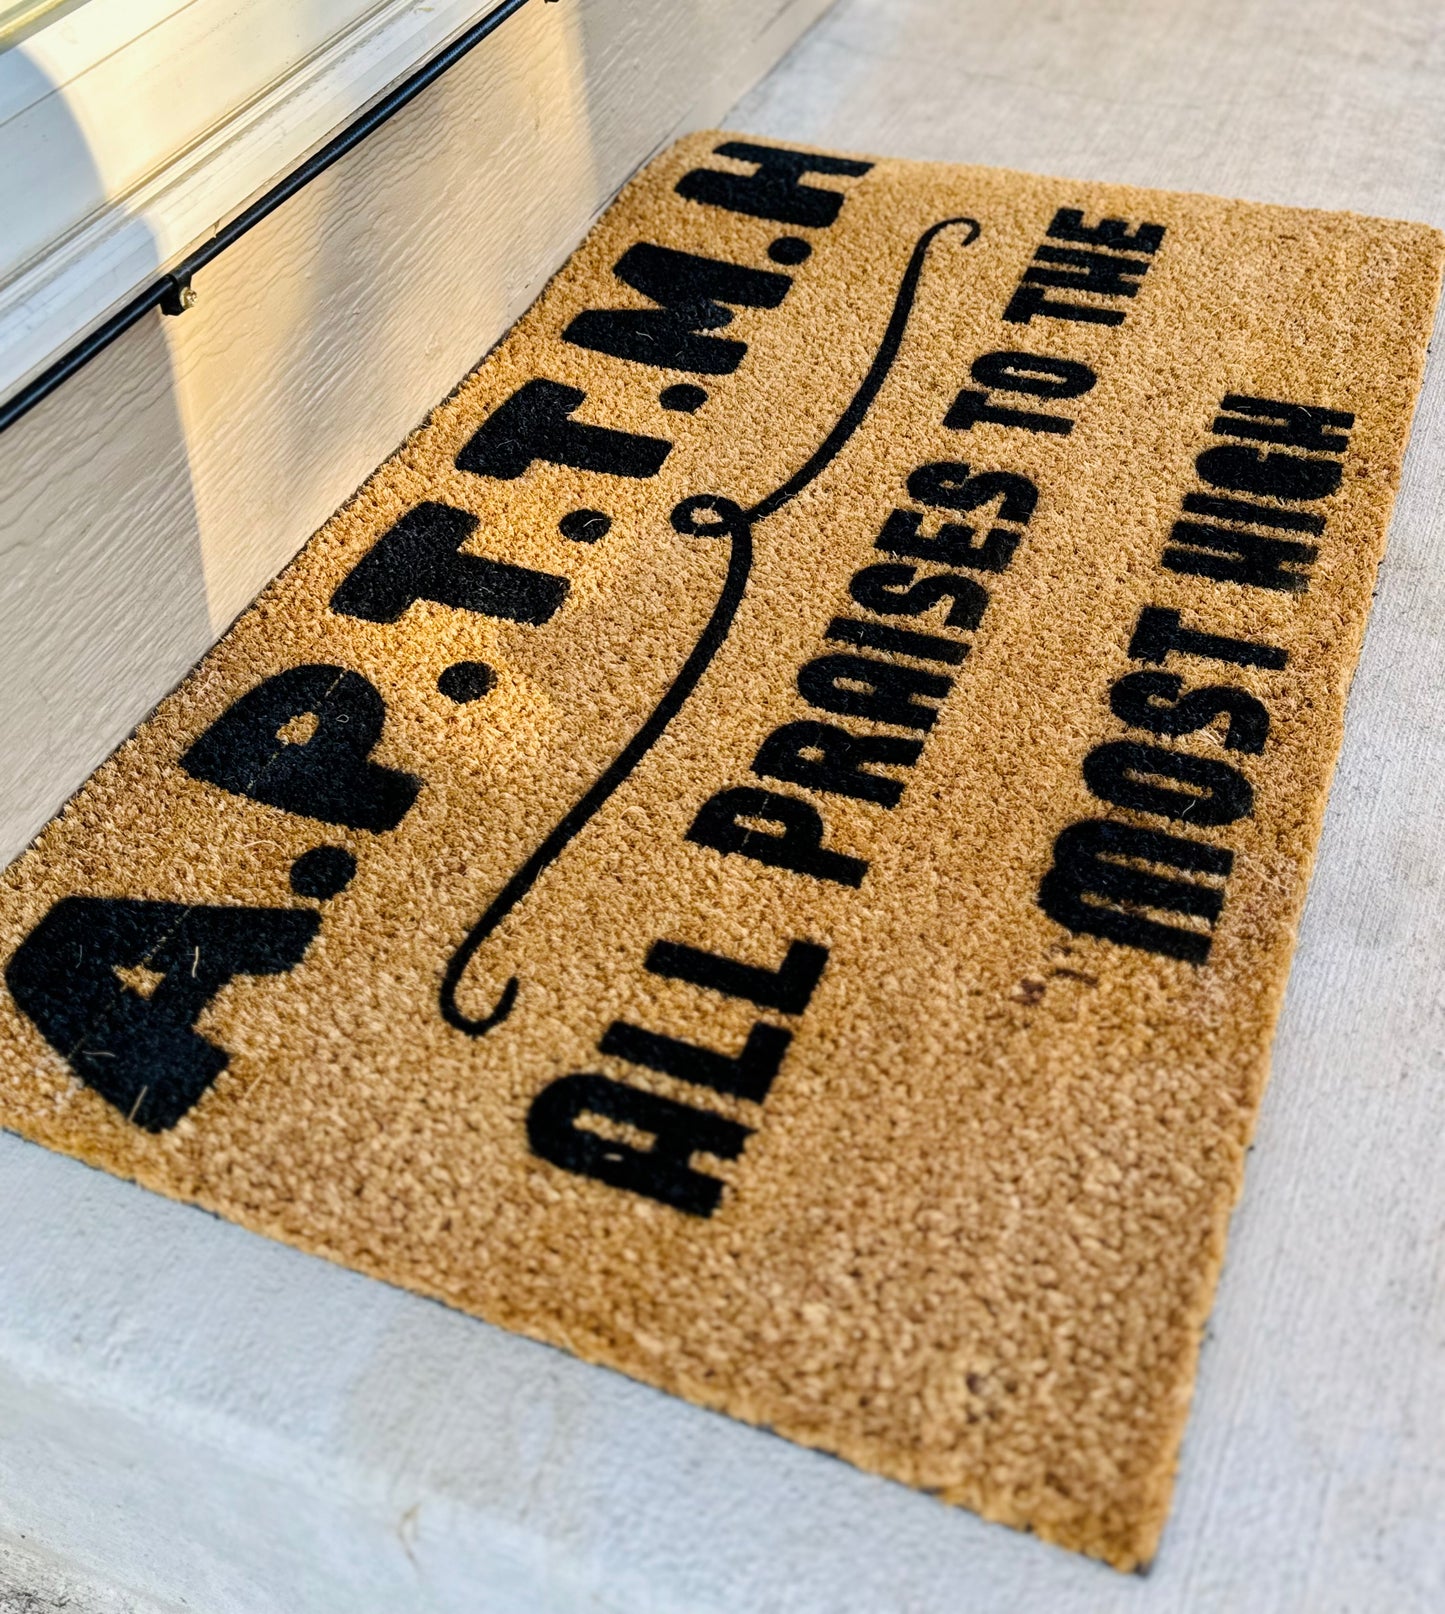 A.P.T.T.M.H
ALL PRAISES TO THE
MOST HIGH